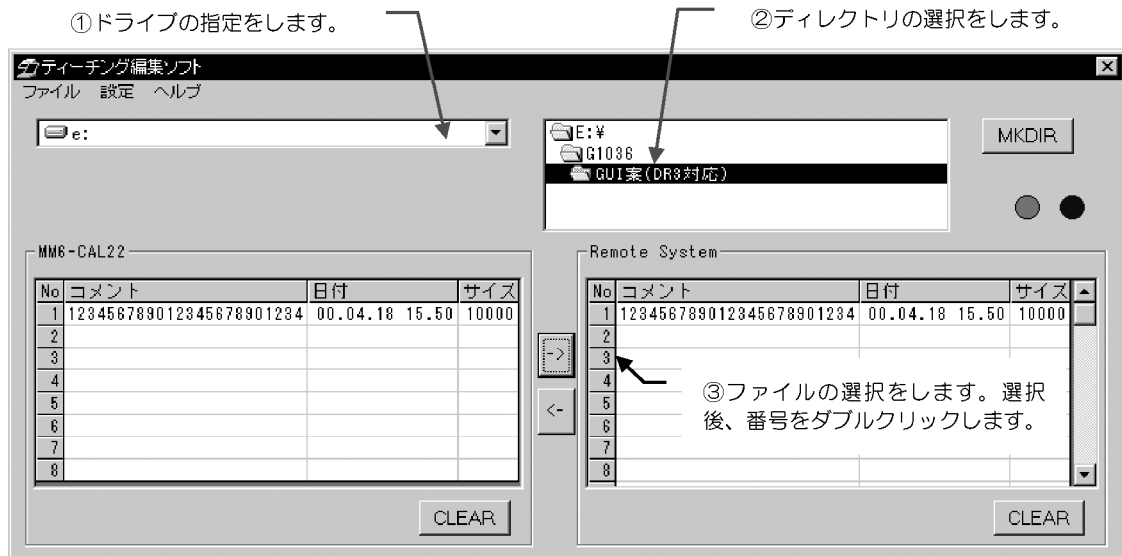 ①ドライブの指定をします。
②ディレクトリの選択をします。
ティーチング編集ソフト
ファイル 設定 ヘルプ
e:
E:¥
G1036
GUI案(DR3対応)
MKDIR
MM6-CAL22
No コメント 日付 サイズ
1 123456789012345678901234 00.04.18 15.50 10000
2
3
4
5
6
7
8
CLEAR
->
<-
Remote System
No コメント 日付 サイズ
1 123456789012345678901234 00.04.18 15.50 10000
2
3
4
5
6
7
8
③ファイルの選択をします。選択
後、番号をダブルクリックします。
CLEAR